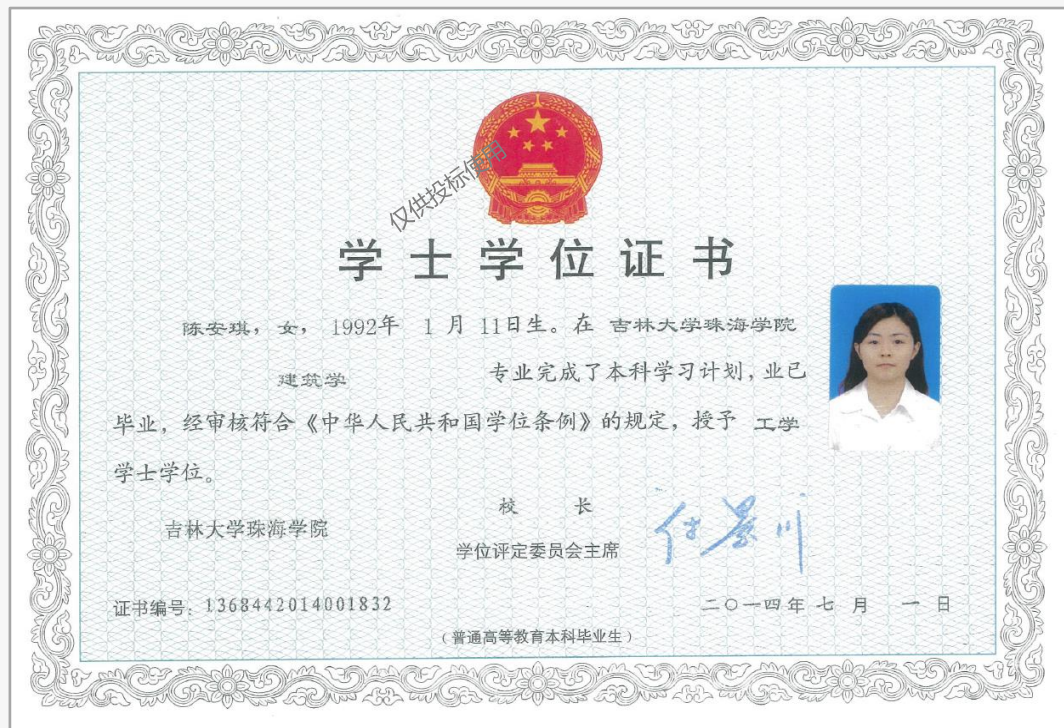 仅供投标使用
学士学位证书
陈安琪，女，1992年 1 月 11日生。在 吉林大学珠海学院
建筑学 专业完成了本科学习计划，业已
毕业，经审核符合《中华人民共和国学位条例》的规定，授予 工学
学士学位。
校 长
吉林大学珠海学院
学位评定委员会主席
付景川
证书编号：1368442014001832
二〇一四年 七 月 一 日
（普通高等教育本科毕业生）